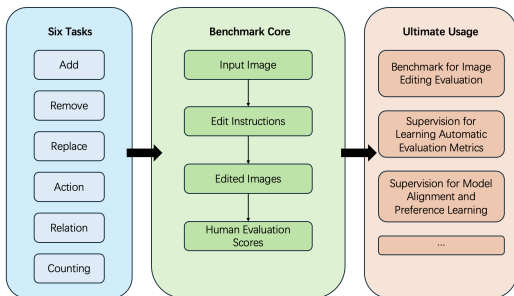 Six Tasks
Add
Remove
Replace
Action
Relation
Counting
Benchmark Core
Input Image
Edit Instructions
Edited Images
Human Evaluation
Scores
Ultimate Usage
Benchmark for Image
Editing Evaluation
Supervision for
Learning Automatic
Evaluation Metrics
Supervision for Model
Alignment and
Preference Learning
...